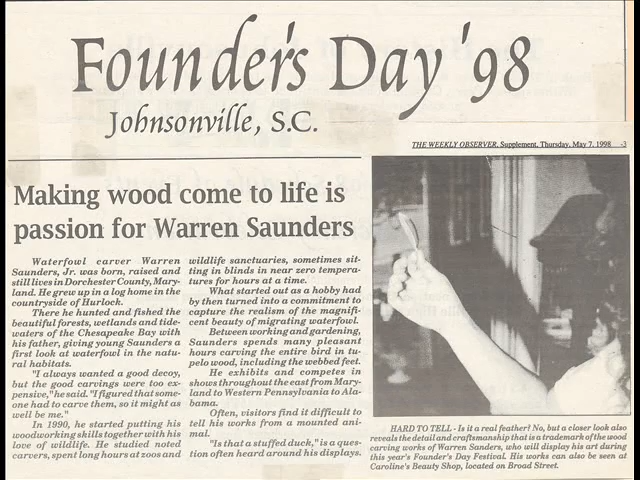 Founder's Day '98
Johnsonville, S.C.
THE WEEKLY OBSERVER, Supplement, Thursday, May 7, 1998 -3
Making wood come to life is
passion for Warren Saunders
Waterfowl carver Warren
Saunders, Jr. was born, raised and
still lives in Dorchester County, Mary-
land. He grew up in a log home in the
countryside of Hurlock.
There he hunted and fished the
beautiful forests, wetlands and tide-
waters of the Chesapeake Bay with
his father, giving young Saunders a
first look at waterfowl in the natu-
ral habitats.
"I always wanted a good decoy,
but the good carvings were too ex-
pensive," he said. "I figured that some-
one had to carve them, so it might as
well be me."
In 1990, he started putting his
woodworking skills together with his
love of wildlife. He studied noted
carvers, spent long hours at zoos and
wildlife sanctuaries, sometimes sit-
ting in blinds in near zero tempera-
tures for hours at a time.
What started out as a hobby had
by then turned into a commitment to
capture the realism of the magnifi-
cent beauty of migrating waterfowl.
Between working and gardening,
Saunders spends many pleasant
hours carving the entire bird in tu-
pelo wood, including the webbed feet.
He exhibits and competes in
shows throughout the east from Mary-
land to Western Pennsylvania to Ala-
bama.
Often, visitors find it difficult to
tell his works from a mounted ani-
mal.
"Is that a stuffed duck," is a ques-
tion often heard around his displays.
HARD TO TELL - Is it a real feather? No, but a closer look also
reveals the detail and craftsmanship that is a trademark of the wood
carving works of Warren Sanders, who will display his art during
this year's Founder's Day Festival. His works can also be seen at
Caroline's Beauty Shop, located on Broad Street.